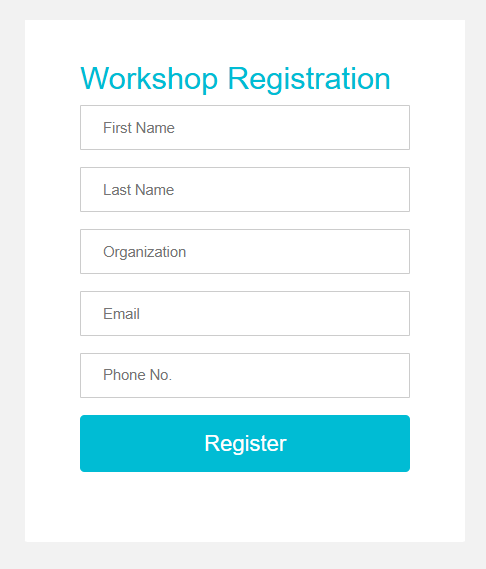 Workshop Registration
First Name
Last Name
Organization
Email
Phone No.
Register